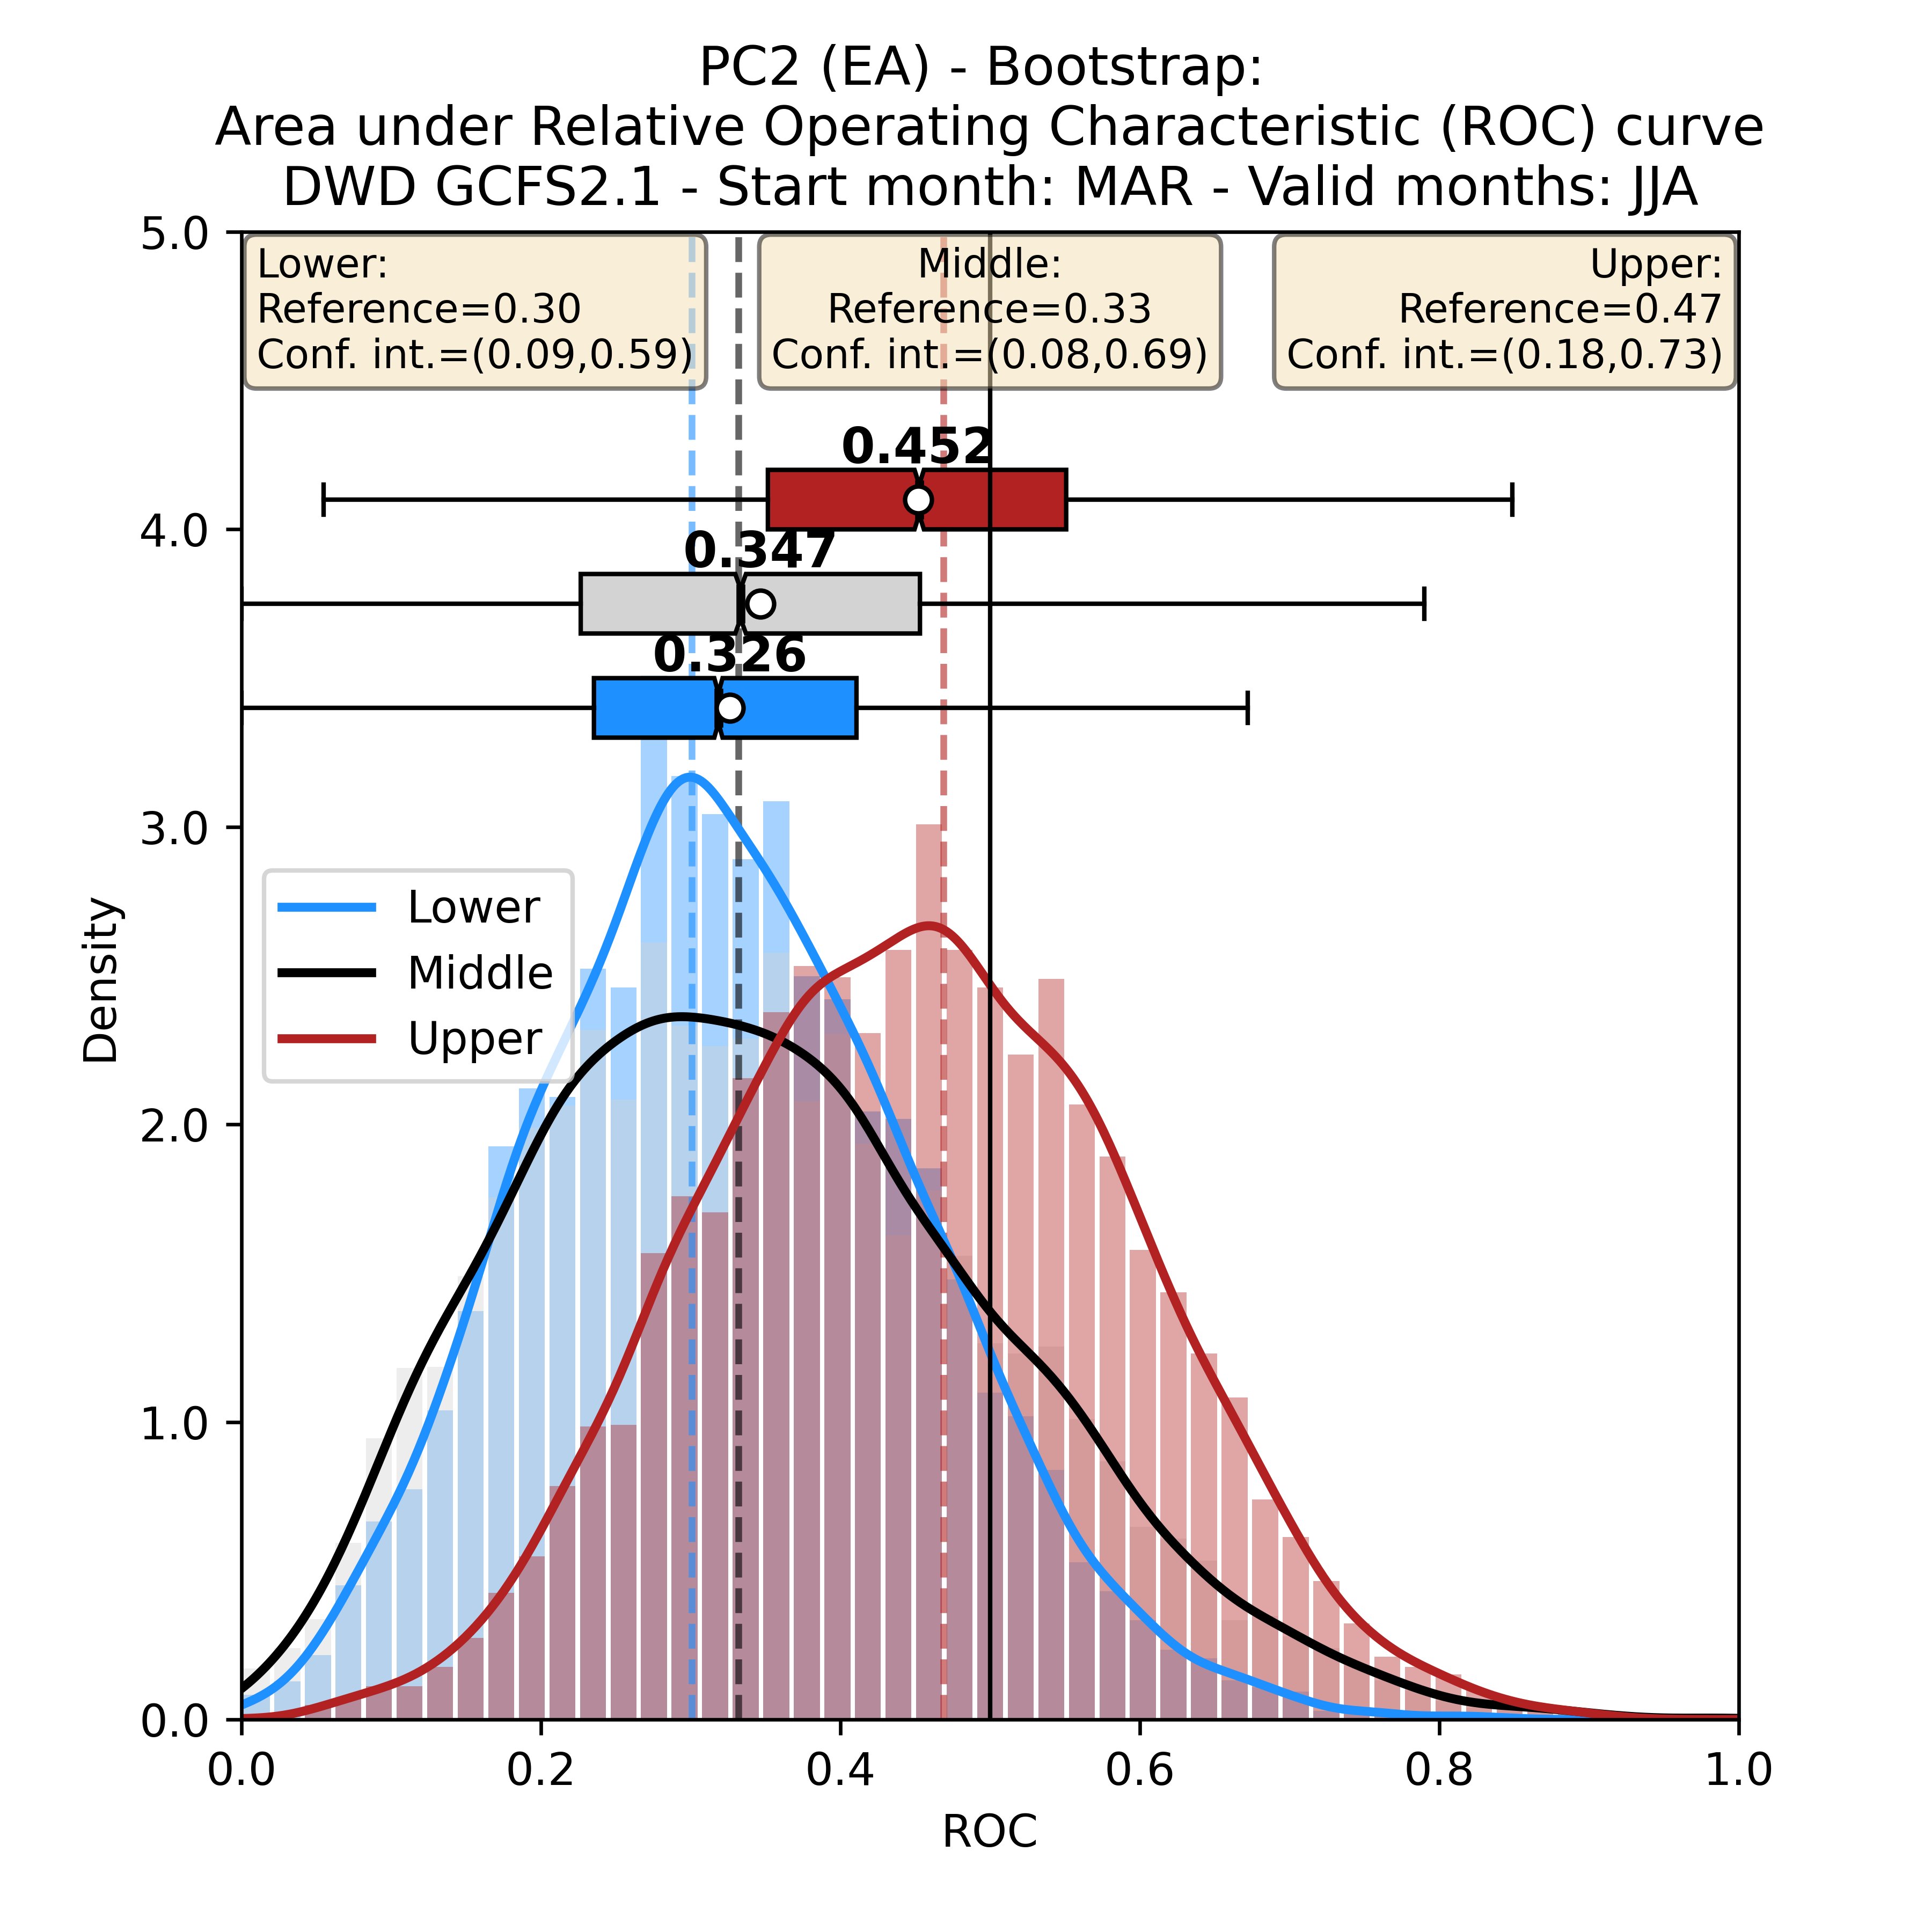 PC2 (EA) - Bootstrap:
Area under Relative Operating Characteristic (ROC) curve
DWD GCFS2.1 - Start month: MAR - Valid months: JJA
Lower:
Reference=0.30
Conf. int.=(0.09,0.59)
Middle:
Reference=0.33
Conf. int.=(0.08,0.69)
Upper:
Reference=0.47
Conf. int.=(0.18,0.73)
0.452
0.347
0.326
Lower
Middle
Upper
Density
5.0
4.0
3.0
2.0
1.0
0.0
0.0
0.2
0.4
0.6
0.8
1.0
ROC